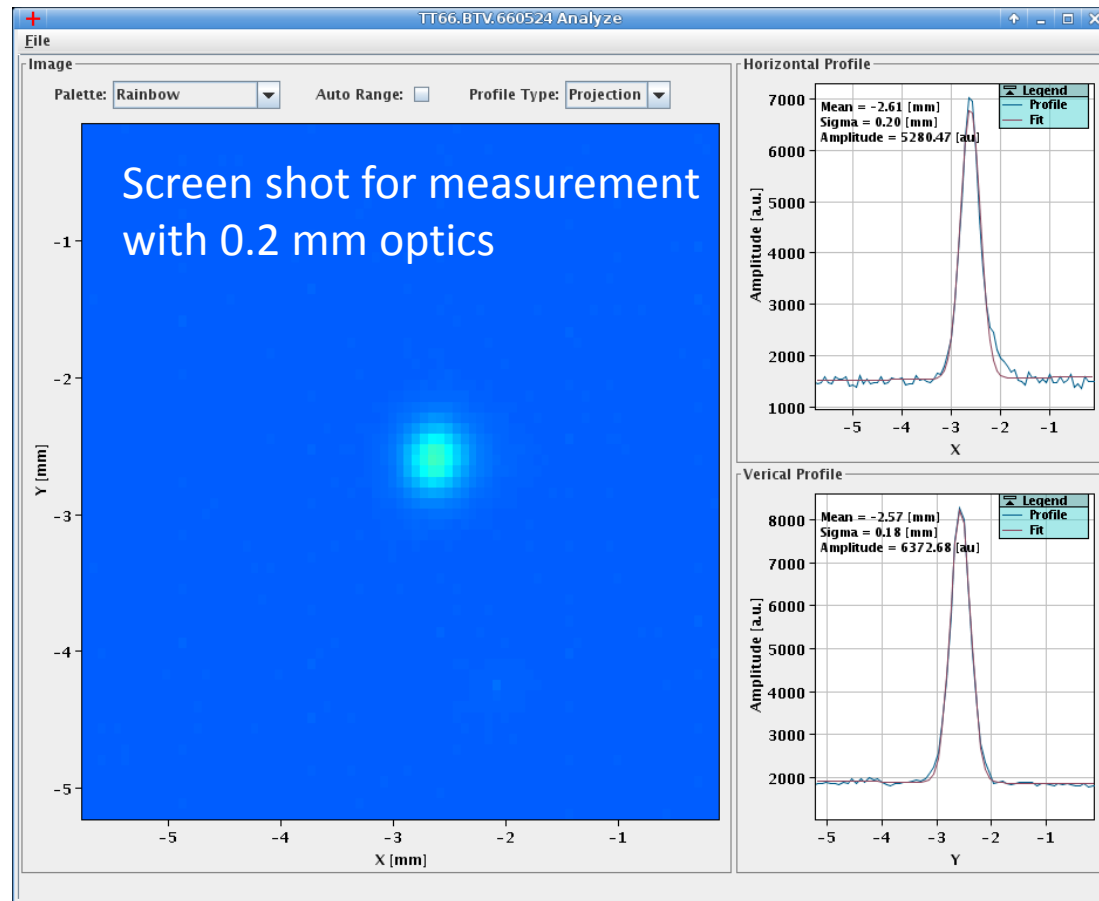 TT66.BTV.660524 Analyze
File
Image
Palette: Rainbow Auto Range: Profile Type: Projection
Screen shot for measurement
with 0.2 mm optics
-1
-2
-3
-4
-5
Y [mm]
-5 -4 -3 -2 -1
X [mm]
Horizontal Profile
Legend
Profile
Fit
Mean = -2.61 [mm]
Sigma = 0.20 [mm]
Amplitude = 5280.47 [au]
7000
6000
5000
4000
3000
2000
1000
Amplitude [a.u.]
-5 -4 -3 -2 -1
X
Verical Profile
Legend
Profile
Fit
Mean = -2.57 [mm]
Sigma = 0.18 [mm]
Amplitude = 6372.68 [au]
8000
7000
6000
5000
4000
3000
2000
Amplitude [a.u.]
-5 -4 -3 -2 -1
Y